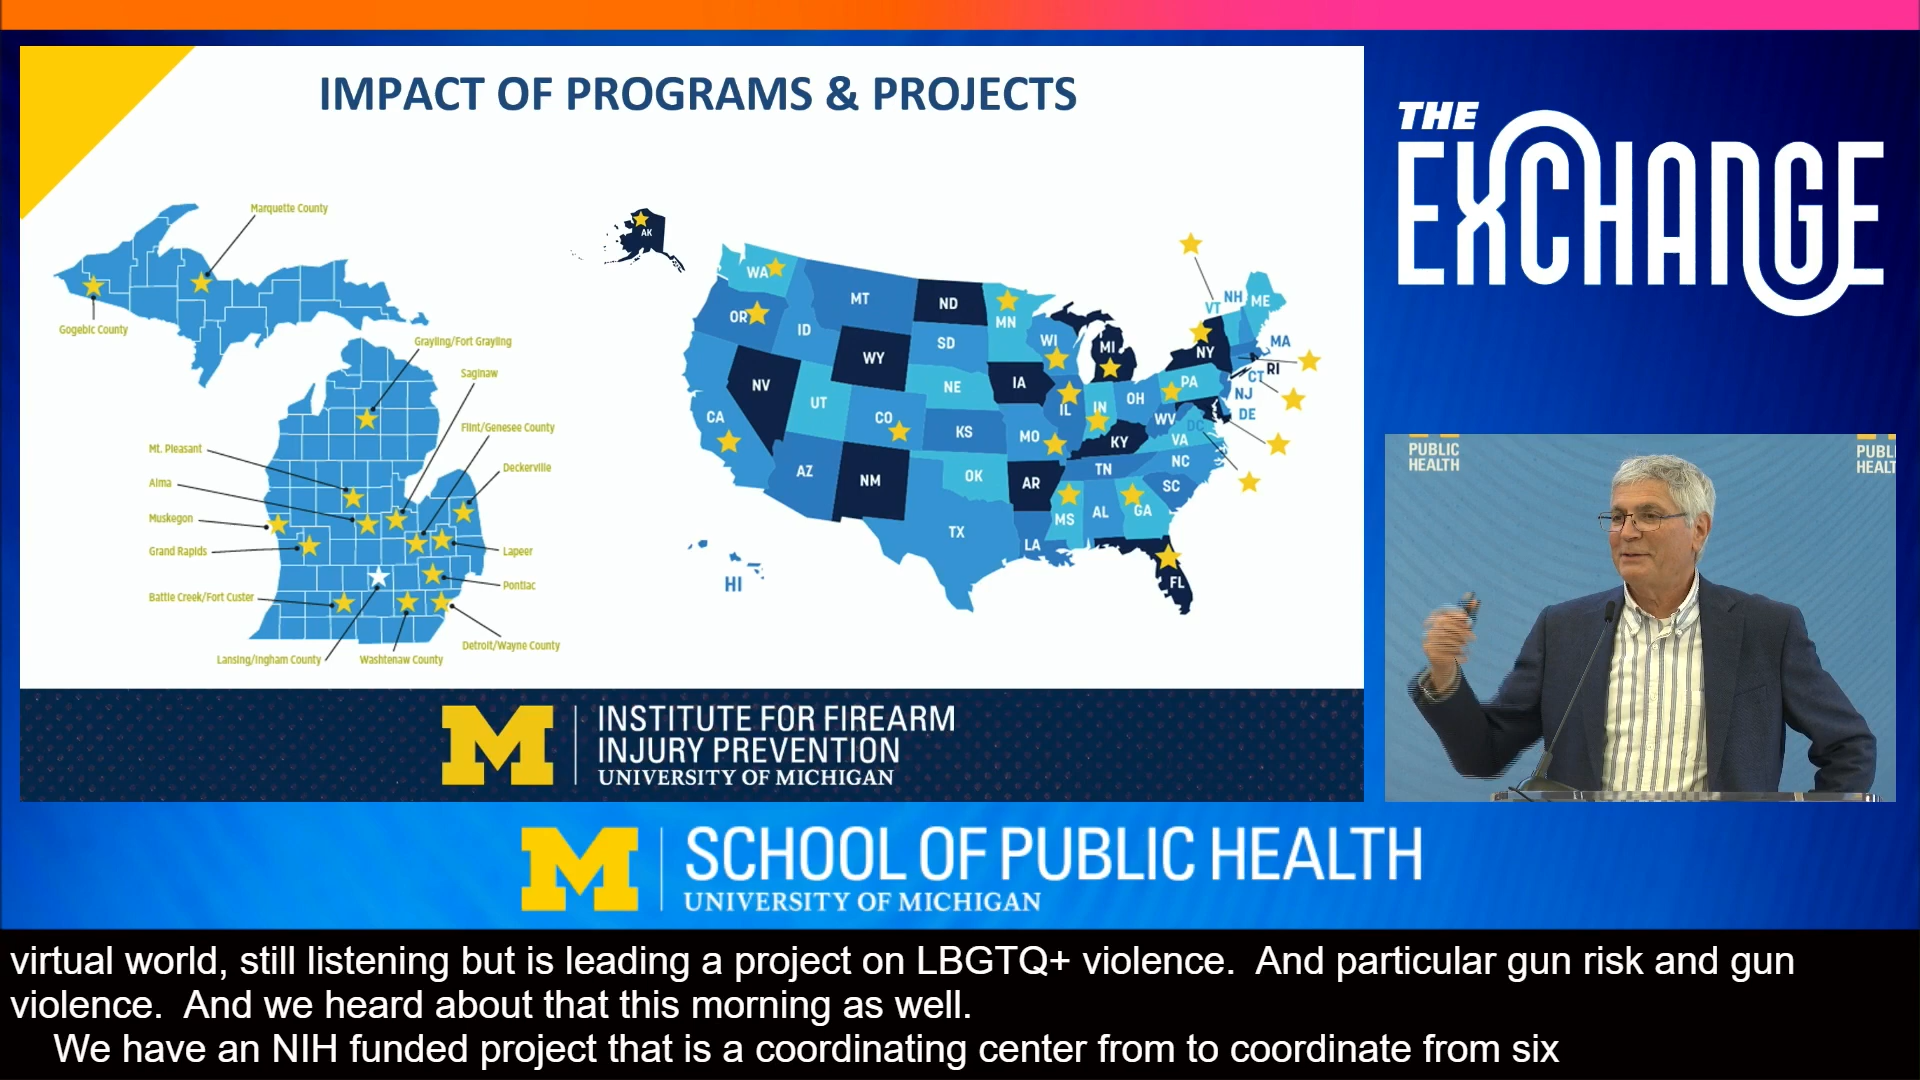 IMPACT OF PROGRAMS & PROJECTS
Marquette County
Gogebic County
Grayling/Fort Grayling
Saginaw
Flint/Genesee County
Mt. Pleasant
Deckerville
Alma
Muskegon
Grand Rapids
Lapeer
Pontiac
Battle Creek/Fort Custer
Detroit/Wayne County
Lansing/Ingham County
Washtenaw County
AK
WA
MT
ND
MN
VT
NH
ME
OR
ID
SD
WI
MI
NY
MA
WY
RI
CT
NV
UT
NE
IA
IL
IN
OH
PA
NJ
DE
CA
CO
KS
MO
KY
WV
DC
VA
AZ
NM
OK
AR
TN
NC
SC
TX
LA
MS
AL
GA
HI
FL
M INSTITUTE FOR FIREARM
INJURY PREVENTION
UNIVERSITY OF MICHIGAN
THE
EXCHANGE
PUBLIC
HEALTH
PUBLI
HEALT
M SCHOOL OF PUBLIC HEALTH
UNIVERSITY OF MICHIGAN
virtual world, still listening but is leading a project on LBGTQ+ violence.  And particular gun risk and gun
violence.  And we heard about that this morning as well.
We have an NIH funded project that is a coordinating center from to coordinate from six